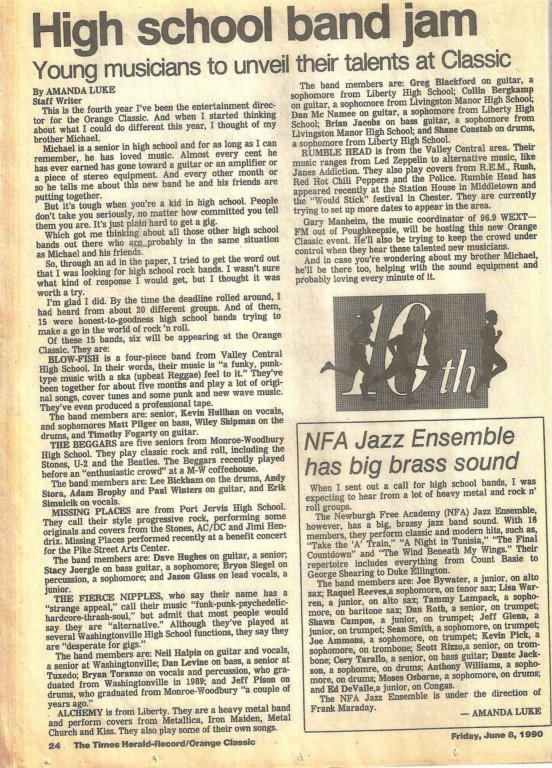 High school band jam
Young musicians to unveil their talents at Classic
By AMANDA LUKE
Staff Writer
This is the fourth year I've been the entertainment direc-
tor for the Orange Classic. And when I started thinking
about what I could do different this year, I thought of my
brother Michael.
Michael is a senior in high school and for as long as I can
remember, he has loved music. Almost every cent he
has ever earned has gone toward a guitar or an amplifier or
a piece of stereo equipment. And every other month or
so he tells me about this new band he and his friends are
putting together.
But it's tough when you're a kid in high school. People
don't take you seriously, no matter how committed you tell
them you are. It's just plain hard to get a gig.
Which got me thinking about all those other high school
bands out there who are probably in the same situation
as Michael and his friends.
So, through an ad in the paper, I tried to get the word out
that I was looking for high school rock bands. I wasn't sure
what kind of response I would get, but I thought it was
worth a try.
I'm glad I did. By the time the deadline rolled around, I
had heard from about 20 different groups. And of them,
15 were honest-to-goodness high school bands trying to
make a go in the world of rock 'n roll.
Of these 15 bands, six will be appearing at the Orange
Classic. They are:
BLOW-FISH is a four-piece band from Valley Central
High School. In their words, their music is "a funky, punk-
type music with a ska (upbeat Reggae) feel to it." They've
been together for about five months and play a lot of origi-
nal songs, cover tunes and some punk and new wave music.
They've even produced a professional tape.
The band members are: senior, Kevin Hulihan on vocals,
and sophomores Matt Pilger on bass, Wiley Shipman on the
drums, and Timothy Fogarty on guitar.
THE BEGGARS are five seniors from Monroe-Woodbury
High School. They play classic rock and roll, including the
Stones, U-2 and the Beatles. The Beggars recently played
before an "enthusiastic crowd" at a M-W coffeehouse.
The band members are: Lee Bickham on the drums, Andy
Stora, Adam Brophy and Paul Winters on guitar, and Erik
Simulcik on vocals.
MISSING PLACES are from Port Jervis High School.
They call their style progressive rock, performing some
originals and covers from the Stones, AC/DC and Jimi Hen-
drix. Missing Places performed recently at a benefit concert
for the Pike Street Arts Center.
The band members are: Dave Hughes on guitar, a senior;
Stacy Joergle on bass guitar, a sophomore; Bryon Siegel on
percussion, a sophomore; and Jason Glass on lead vocals, a
junior.
THE FIERCE NIPPLES, who say their name has a
"strange appeal," call their music "funk-punk-psychedelic-
hardcore-thrash-soul," but admit that most people would
say they are "alternative." Although they've played at
several Washingtonville High School functions, they say they
are "desperate for gigs."
The band members are: Neil Halpin on guitar and vocals,
a senior at Washingtonville; Dan Levine on bass, a senior at
Tuxedo; Bryan Toranzo on vocals and percussion, who gra-
duated from Washingtonville in 1989; and Jeff Pison on
drums, who graduated from Monroe-Woodbury "a couple of
years ago."
ALCHEMY is from Liberty. They are a heavy metal band
and perform covers from Metallica, Iron Maiden, Metal
Church and Kiss. They also play some of their own songs.
The band members are: Greg Blackford on guitar, a
sophomore from Liberty High School; Collin Bergkamp
on guitar, a sophomore from Livingston Manor High School;
Dan Mc Namee on guitar, a sophomore from Liberty High
School; Brian Jacobs on bass guitar, a sophomore from
Livingston Manor High School; and Shane Constab on drums,
a sophomore from Liberty High School.
RUMBLE HEAD is from the Valley Central area. Their
music ranges from Led Zeppelin to alternative music, like
Janes Addiction. They also play covers from R.E.M., Rush,
Red Hot Chili Peppers and the Police. Rumble Head has
appeared recently at the Station House in Middletown and
the "Would Stick" festival in Chester. They are currently
trying to set up more dates to appear in the area.
Gary Manheim, the music coordinator of 96.9 WEXT—
FM out of Poughkeepsie, will be hosting this new Orange
Classic event. He'll also be trying to keep the crowd under
control when they hear these talented new musicians.
And in case you're wondering about my brother Michael,
he'll be there too, helping with the sound equipment and
probably loving every minute of it.
10th
NFA Jazz Ensemble
has big brass sound
When I sent out a call for high school bands, I was
expecting to hear from a lot of heavy metal and rock n'
roll groups.
The Newburgh Free Academy (NFA) Jazz Ensemble,
however, has a big, brassy jazz band sound. With 16
members, they perform classic and modern hits, such as,
"Take the 'A' Train," "A Night in Tunisia," "The Final
Countdown" and "The Wind Beneath My Wings." Their
repertoire includes everything from Count Basie to
George Shearing to Duke Ellington.
The band members are: Joe Bywater, a junior, on alto
sax; Raquel Reeves,a sophomore, on tenor sax; Lisa War-
ren, a junior, on alto sax; Tammy Lampack, a sopho-
more, on baritone sax; Dan Roth, a senior, on trumpet;
Shawn Campos, a junior, on trumpet; Jeff Glenn, a
junior, on trumpet; Sean Smith, a sophomore, on trumpet;
Joe Ammons, a sophomore, on trumpet; Kevin Pick, a
sophomore, on trombone; Scott Rizzo,a senior, on trom-
bone; Cory Tarallo, a senior, on bass guitar; Dante Jack-
son, a sophomre, on drums; Anthony Williams, a sopho-
more, on drums; Moses Osborne, a sophomore, on drums;
and Ed DeValle,a junior, on Congas.
The NFA Jazz Ensemble is under the direction of
Frank Maraday.
— AMANDA LUKE
24 The Times Herald-Record/Orange Classic
Friday, June 8, 1990